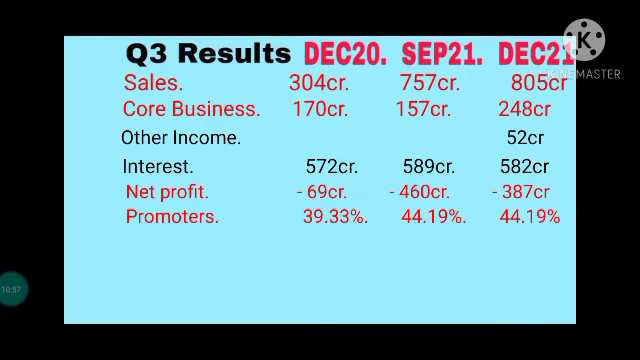 Q3 Results DEC20. SEP21. DEC21
KINEMASTER
Sales. 304cr. 757cr. 805cr
Core Business. 170cr. 157cr. 248cr
Other Income. 52cr
Interest. 572cr. 589cr. 582cr
Net profit. - 69cr. - 460cr. - 387cr
Promoters. 39.33%. 44.19%. 44.19%
10:57